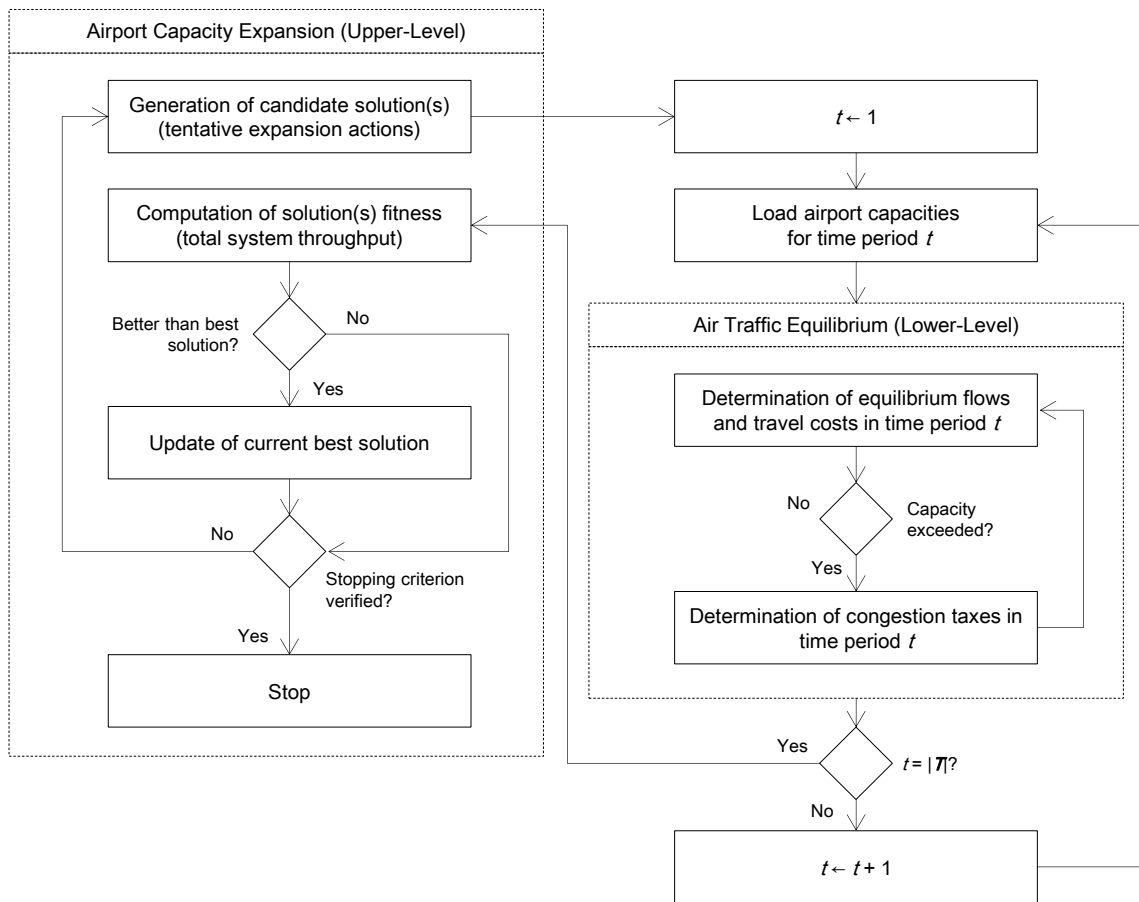 Airport Capacity Expansion (Upper-Level)
Generation of candidate solution(s)
(tentative expansion actions)
Computation of solution(s) fitness
(total system throughput)
Better than best
solution?
No
Yes
Update of current best solution
No
Stopping criterion
verified?
Yes
Stop
t ← 1
Load airport capacities
for time period t
Air Traffic Equilibrium (Lower-Level)
Determination of equilibrium flows
and travel costs in time period t
No
Capacity
exceeded?
Yes
Determination of congestion taxes in
time period t
Yes
t = |T|?
No
t ← t + 1